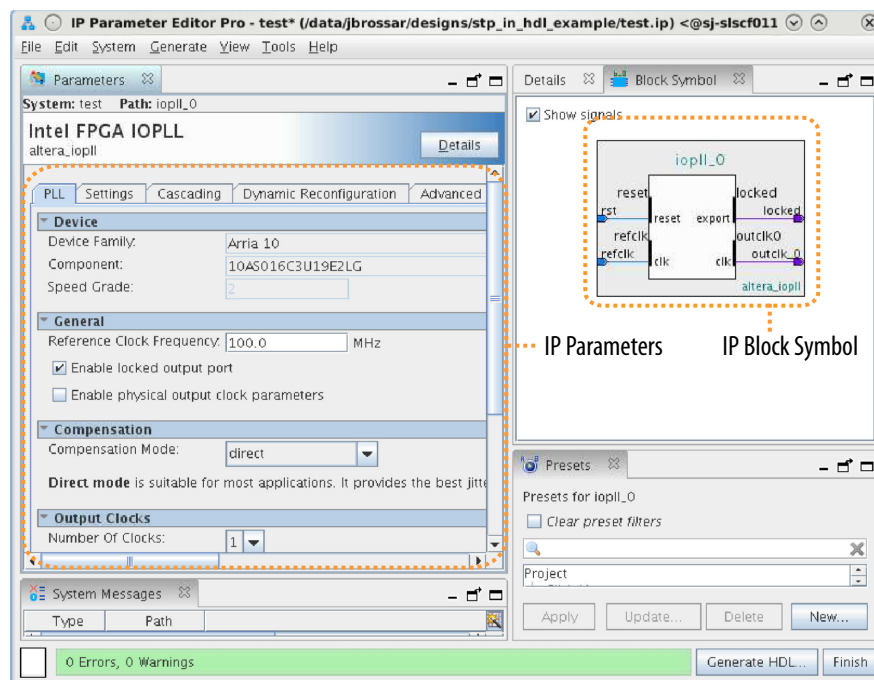 IP Parameter Editor Pro - test* (/data/jbrossar/designs/stp_in_hdl_example/test.ip) <@sj-slscf011
File Edit System Generate View Tools Help
Parameters
System: test Path: iopll_0
Intel FPGA IOPLL
altera_iopll
Details
PLL Settings Cascading Dynamic Reconfiguration Advanced
Device
Device Family: Arria 10
Component: 10AS016C3U19E2LG
Speed Grade: 2
General
Reference Clock Frequency: 100.0 MHz
Enable locked output port
Enable physical output clock parameters
Compensation
Compensation Mode: direct
Direct mode is suitable for most applications. It provides the best jitte
Output Clocks
Number Of Clocks: 1
System Messages
Type Path
0 Errors, 0 Warnings
Details Block Symbol
Show signals
iopll_0
reset locked
rst reset export locked
refclk outclk0
refclk clk clk outclk_0
altera_iopll
IP Parameters IP Block Symbol
Presets
Presets for iopll_0
Clear preset filters
Project
Apply Update... Delete New...
Generate HDL... Finish